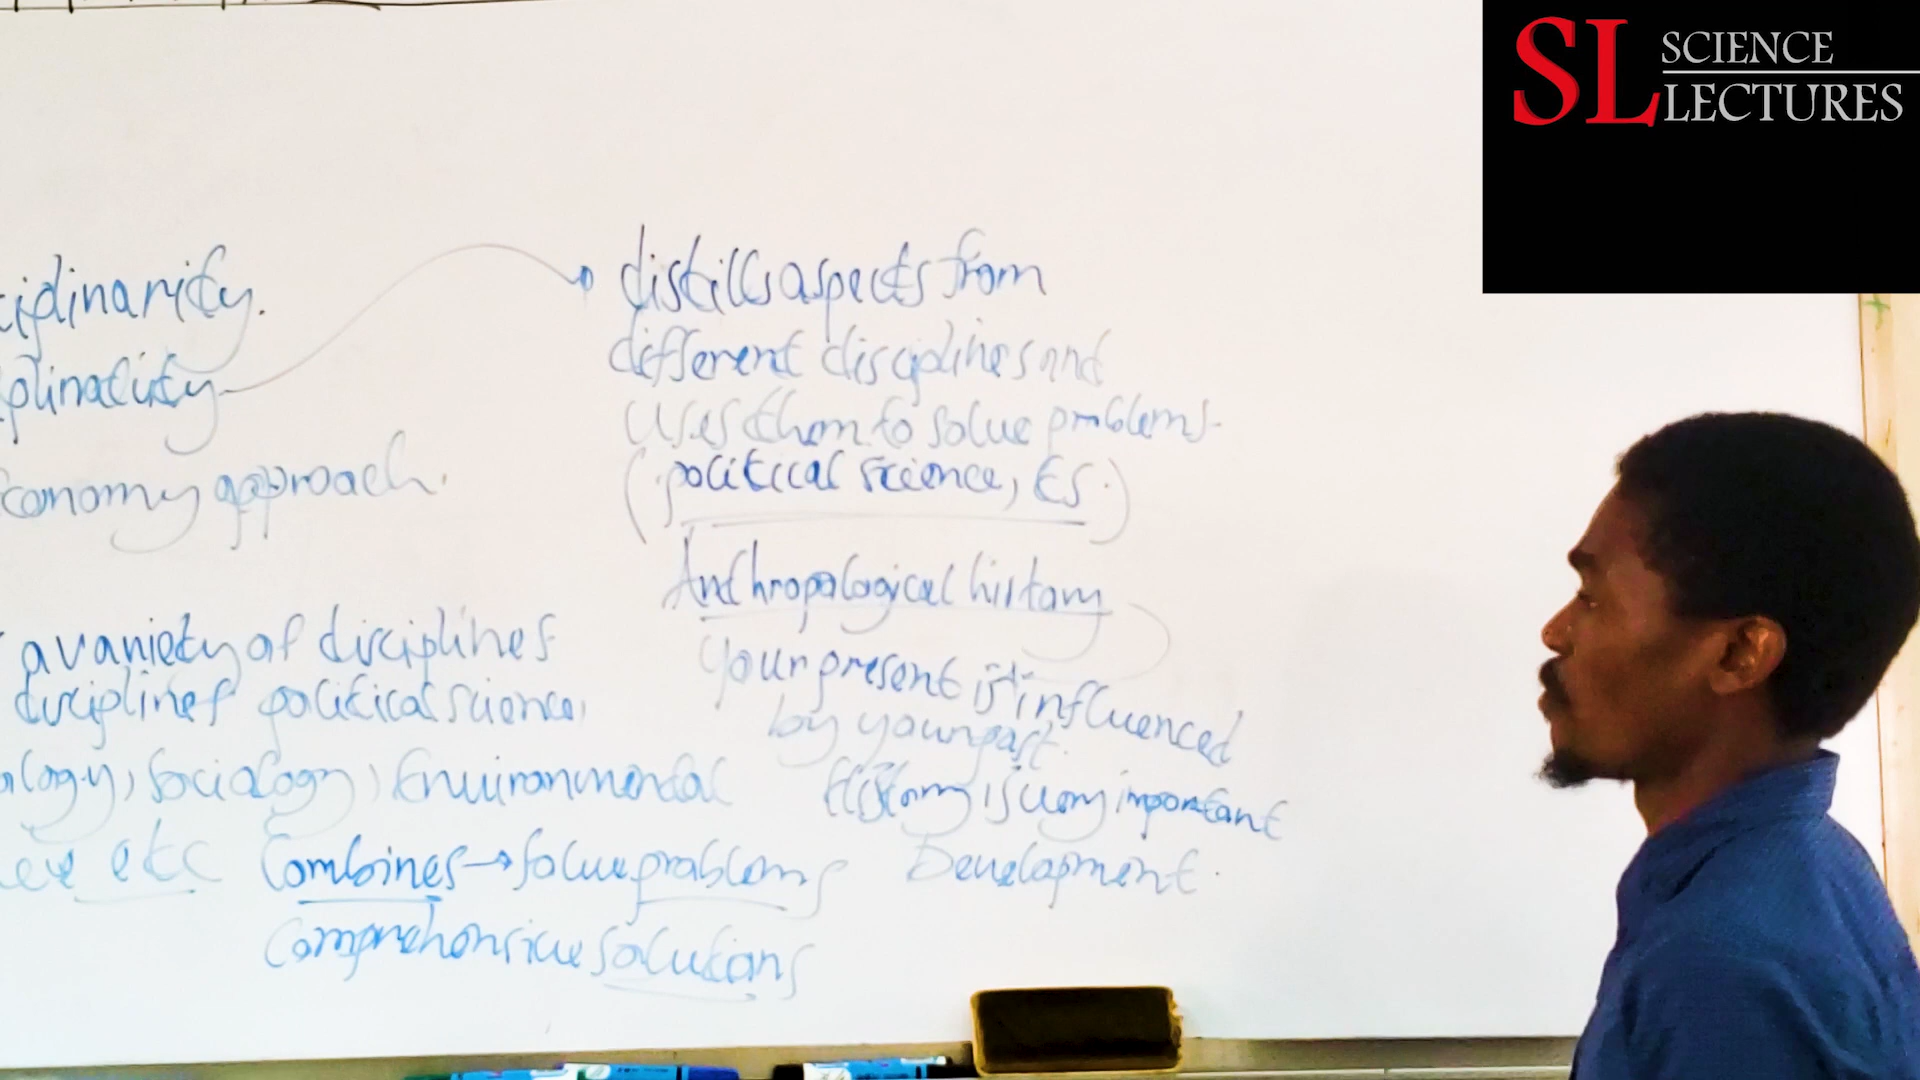 SL SCIENCE
LECTURES
ciplinarity.
plinality
conomy approach.
distills aspects from
different disciplines and
uses them to solve problems.
(political science, ES.)
Anthropological history
your present is influenced
by your past.
History is very important
Development.
a variety of disciplines
disciplines political science,
ology, Sociology, Environmental
etc Combines → solve problems
Comprehensive solutions